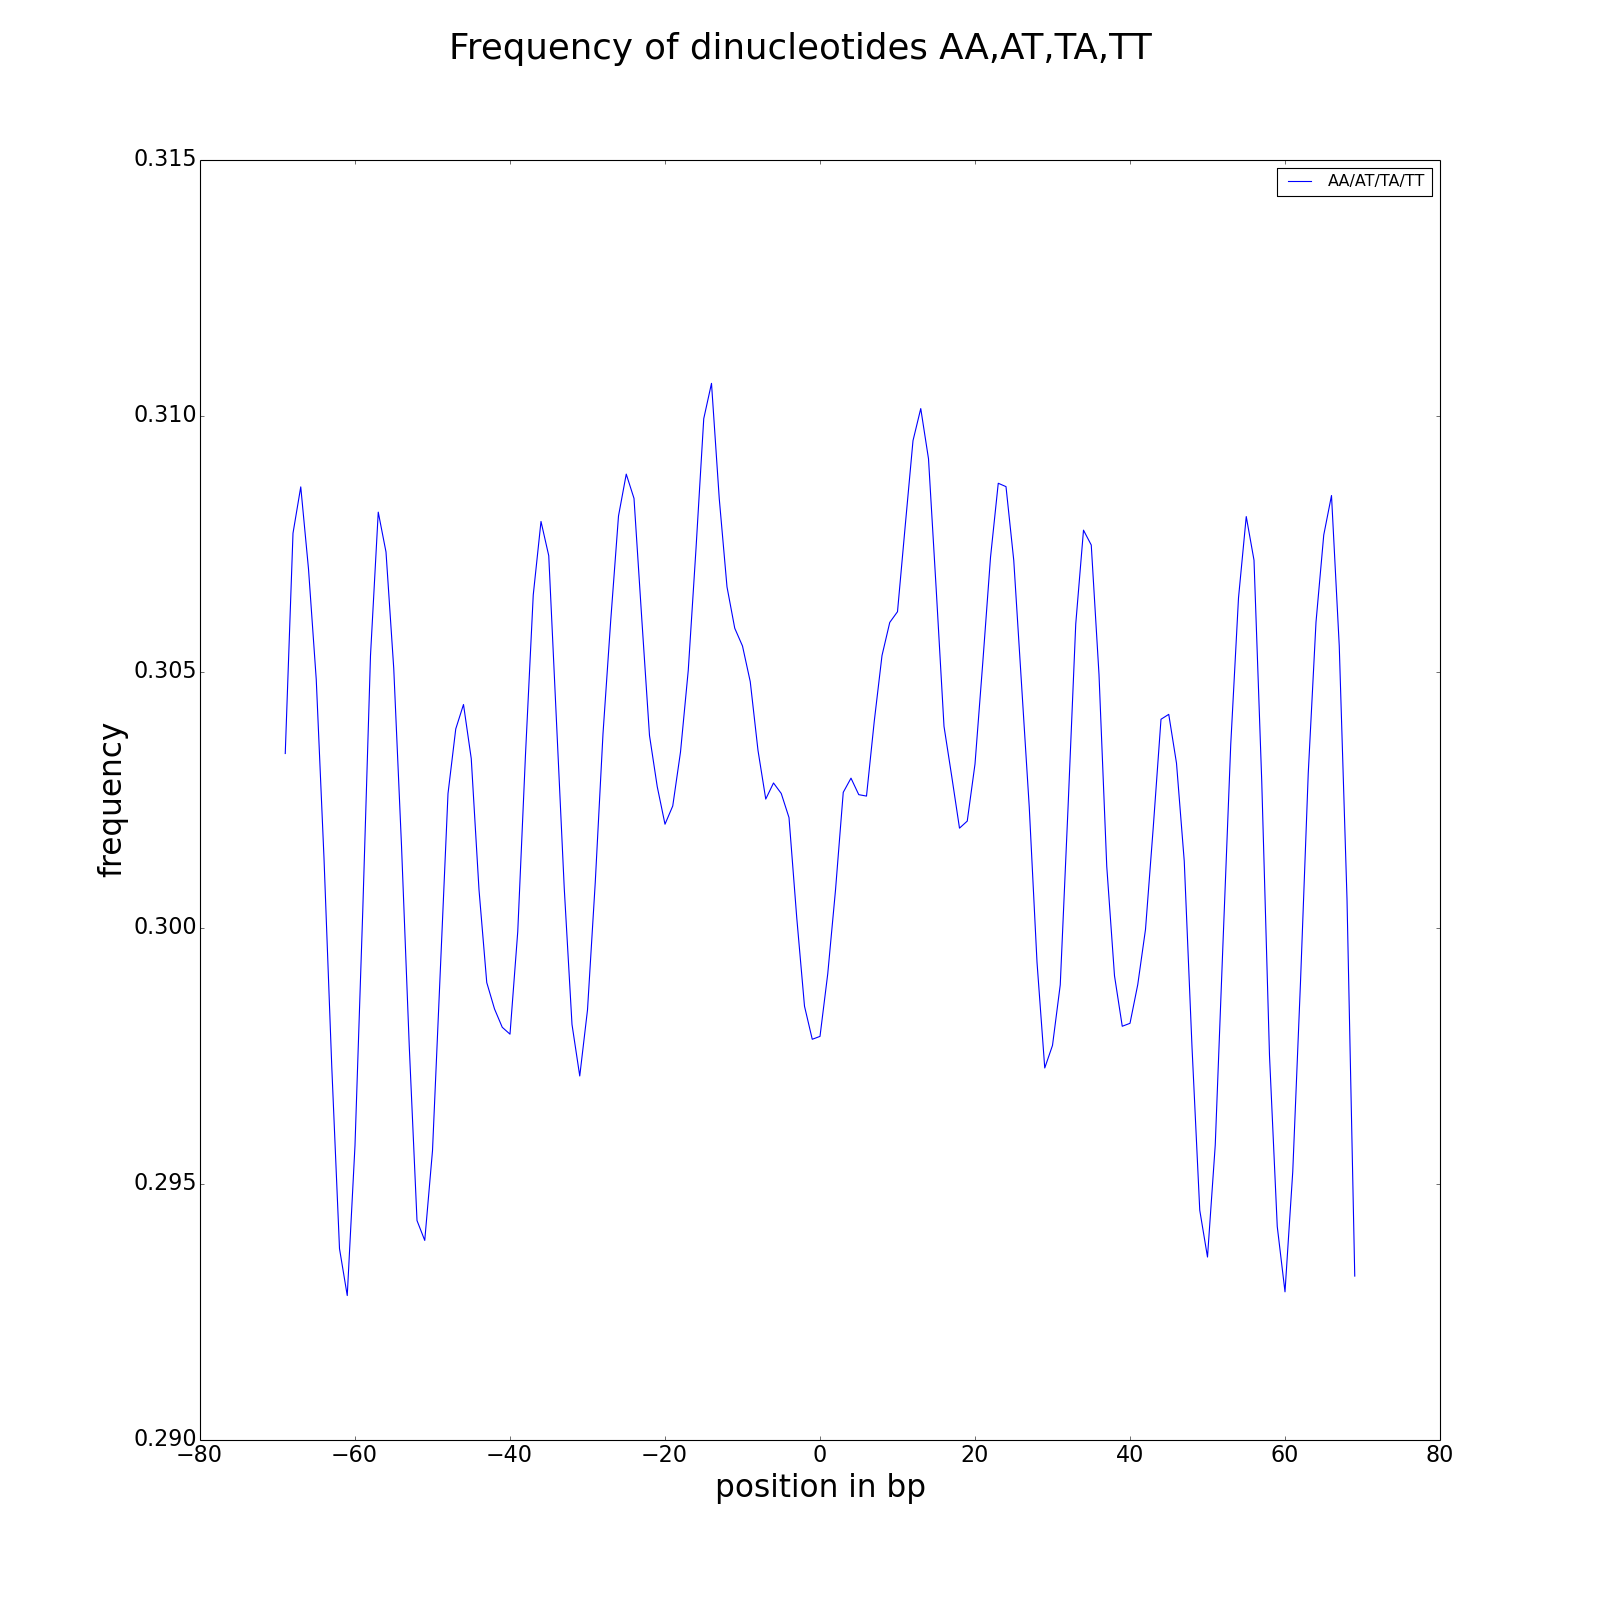 Frequency of dinucleotides AA,AT,TA,TT
0.315
AA/AT/TA/TT
0.310
0.305
frequency
0.300
0.295
0.290
−80 −60 −40 −20 0 20 40 60 80
position in bp